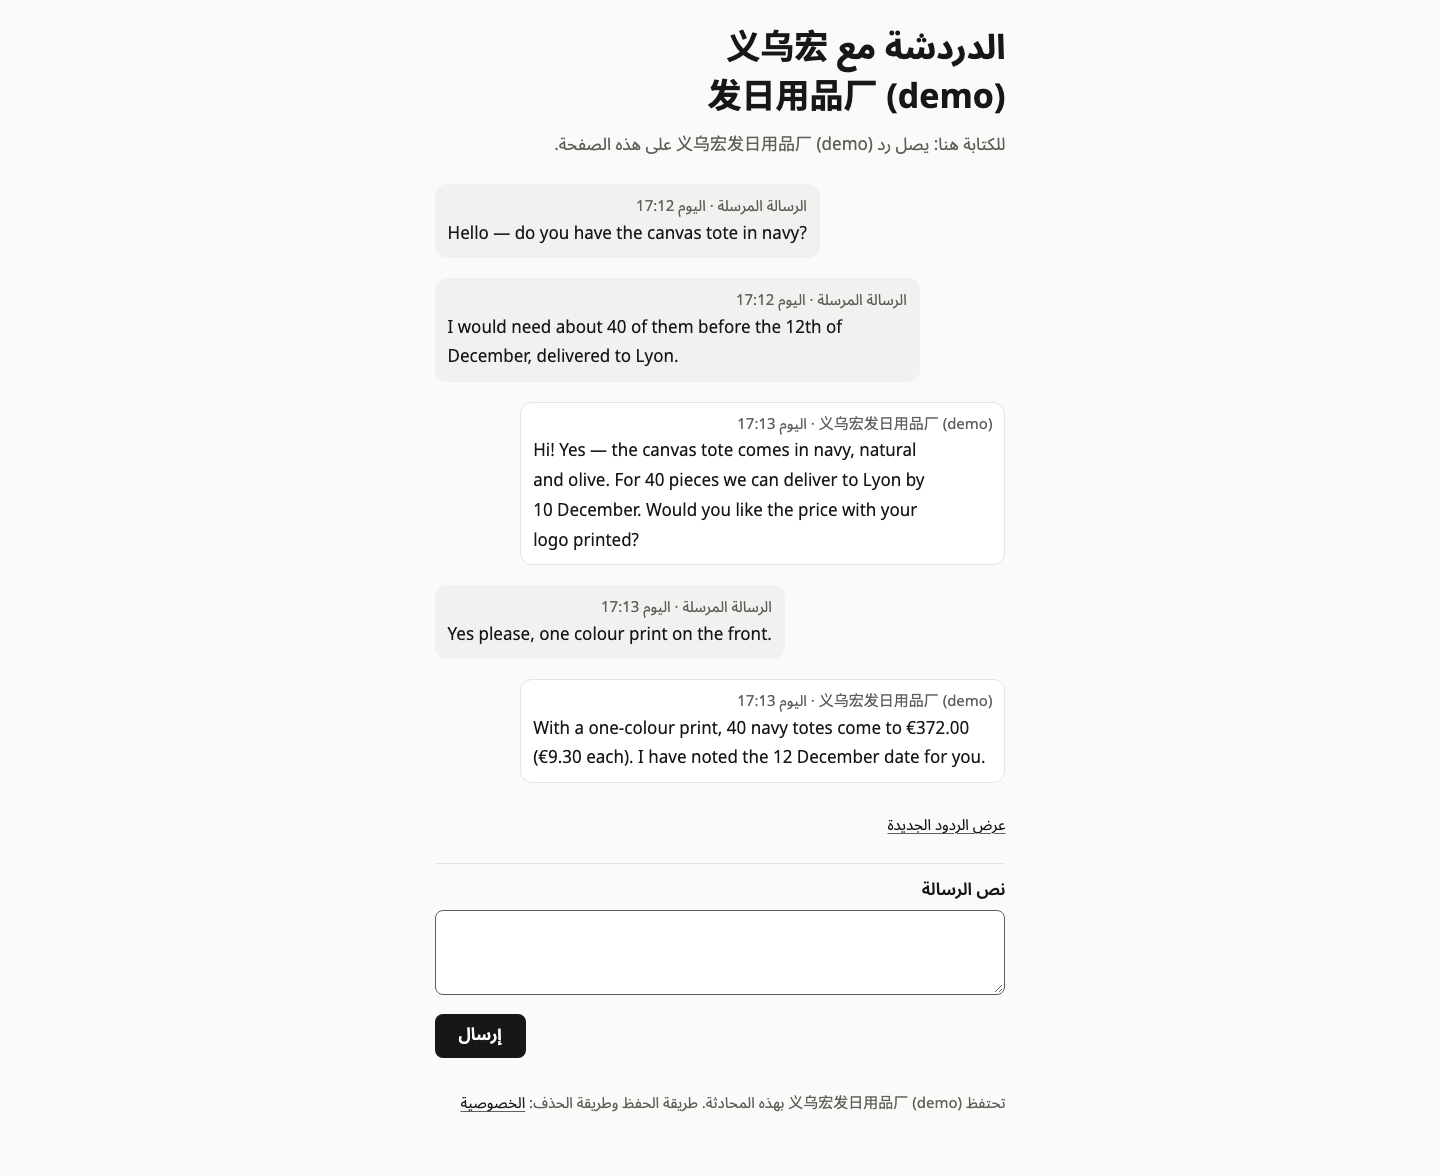 الدردشة مع 义乌宏
发日用品厂 (demo)
للكتابة هنا: يصل رد 义乌宏发日用品厂 (demo) على هذه الصفحة.
الرسالة المرسلة · اليوم 17:12
Hello — do you have the canvas tote in navy?
الرسالة المرسلة · اليوم 17:12
I would need about 40 of them before the 12th of
December, delivered to Lyon.
义乌宏发日用品厂 (demo) · اليوم 17:13
Hi! Yes — the canvas tote comes in navy, natural
and olive. For 40 pieces we can deliver to Lyon by
10 December. Would you like the price with your
logo printed?
الرسالة المرسلة · اليوم 17:13
Yes please, one colour print on the front.
义乌宏发日用品厂 (demo) · اليوم 17:13
With a one-colour print, 40 navy totes come to €372.00
(€9.30 each). I have noted the 12 December date for you.
عرض الردود الجديدة
نص الرسالة
إرسال
تحتفظ 义乌宏发日用品厂 (demo) بهذه المحادثة. طريقة الحفظ وطريقة الحذف: الخصوصية